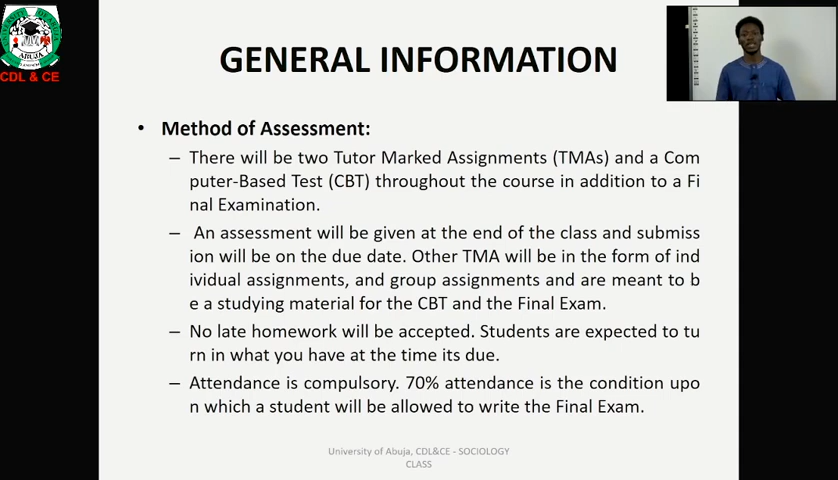 GENERAL INFORMATION
• Method of Assessment:
– There will be two Tutor Marked Assignments (TMAs) and a Com
puter-Based Test (CBT) throughout the course in addition to a Fi
nal Examination.
– An assessment will be given at the end of the class and submiss
ion will be on the due date. Other TMA will be in the form of ind
ividual assignments, and group assignments and are meant to b
e a studying material for the CBT and the Final Exam.
– No late homework will be accepted. Students are expected to tu
rn in what you have at the time its due.
– Attendance is compulsory. 70% attendance is the condition upo
n which a student will be allowed to write the Final Exam.
University of Abuja, CDL&CE - SOCIOLOGY
CLASS
ABUJA
CDL & CE